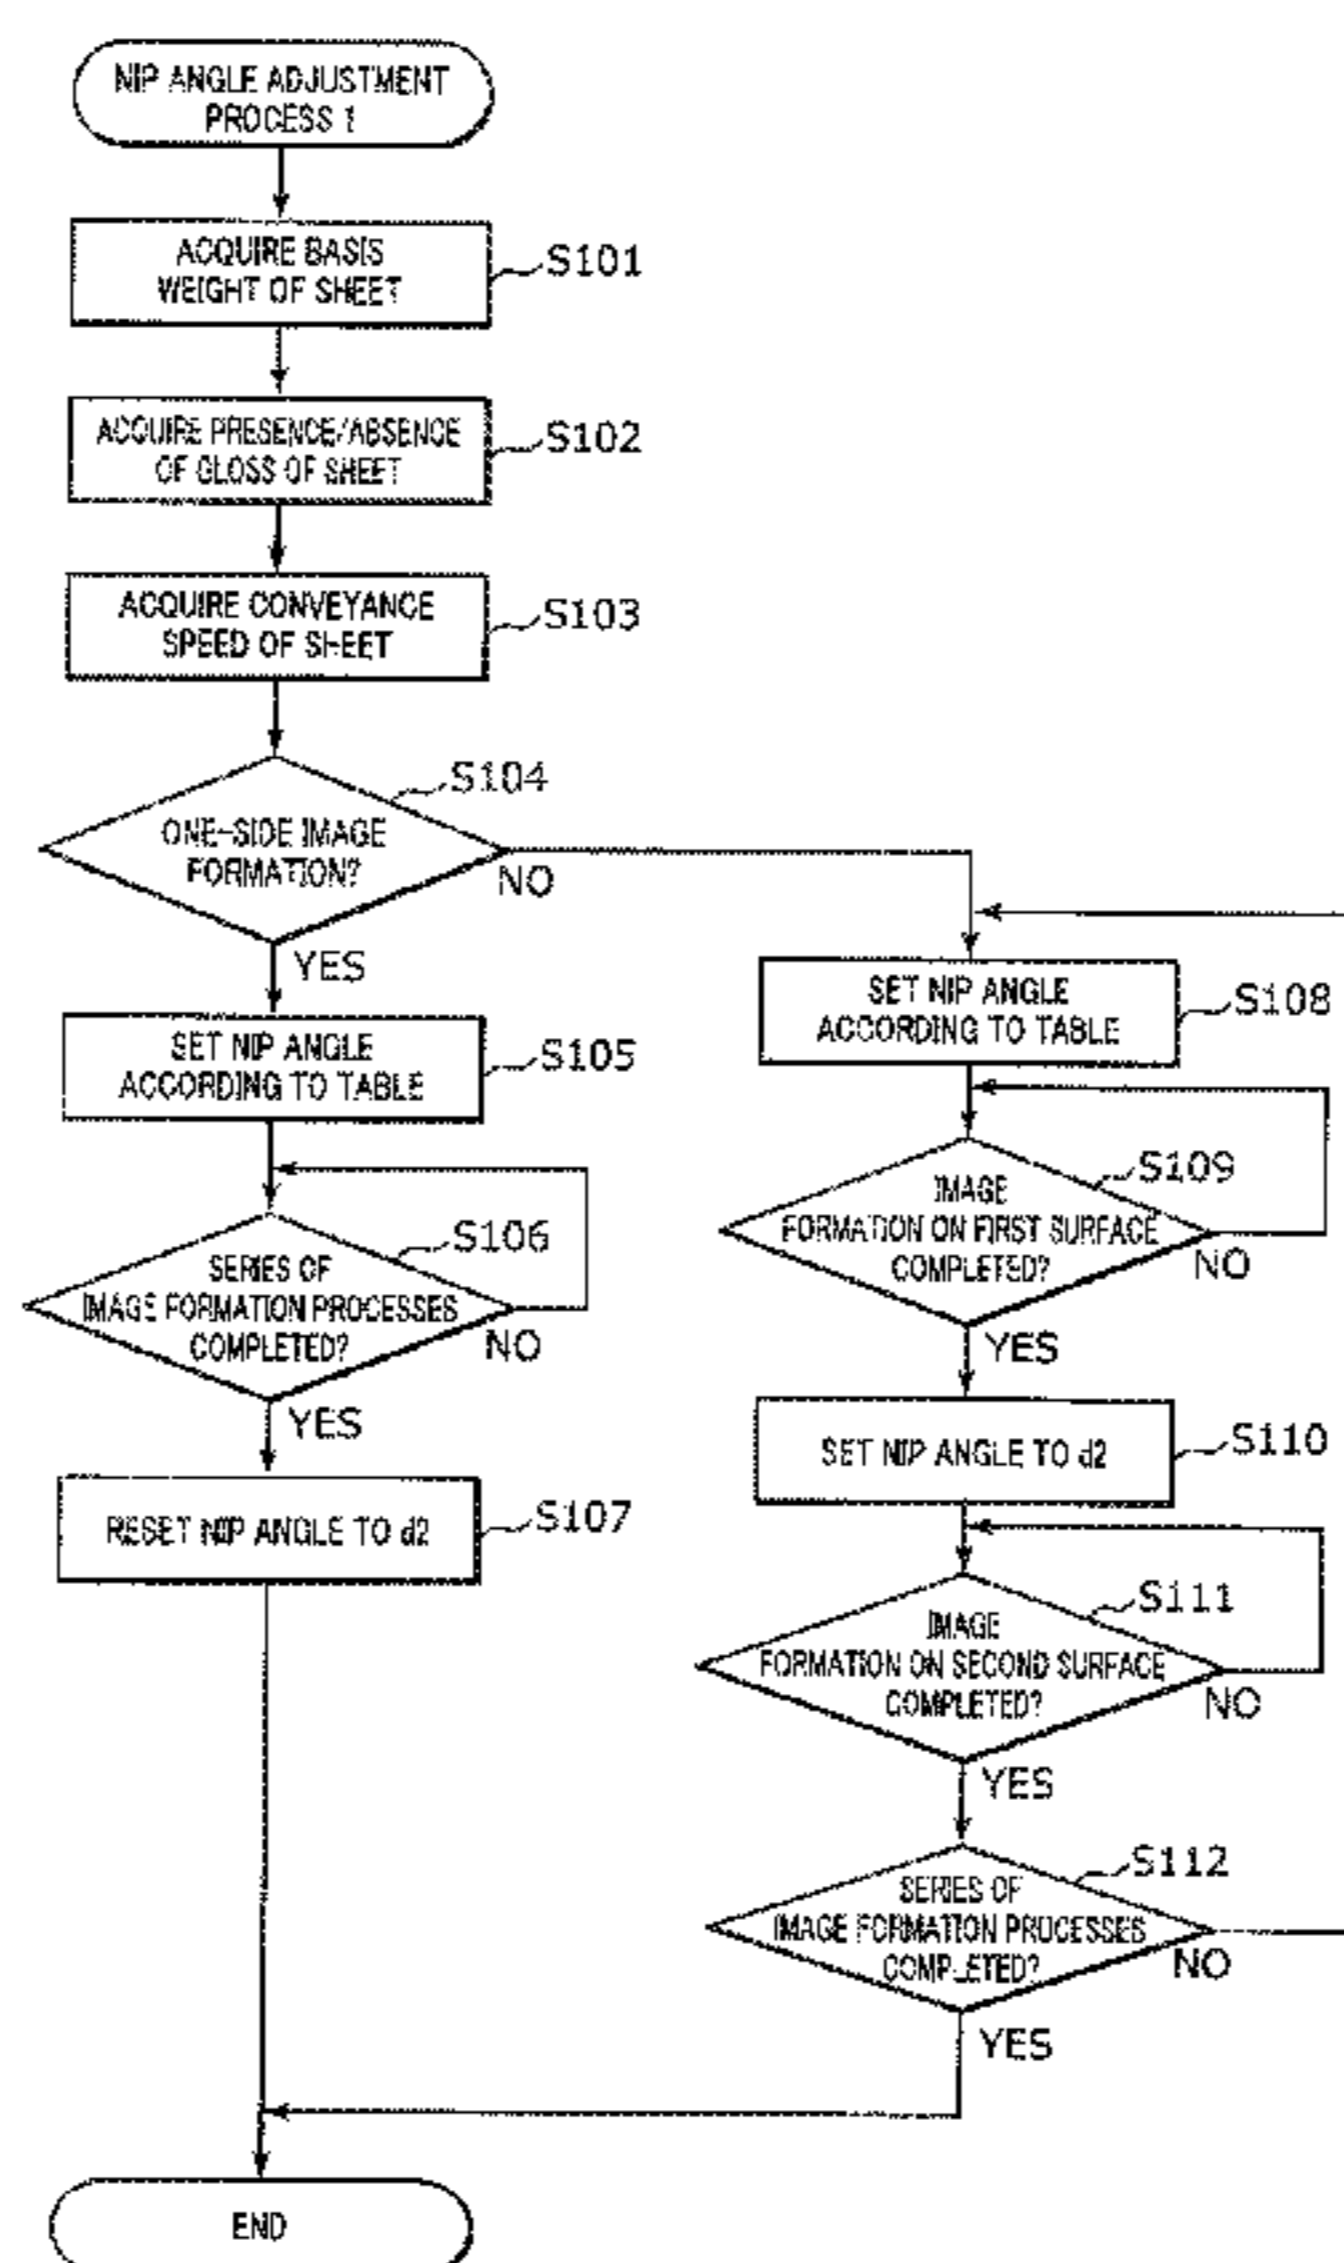 NIP ANGLE ADJUSTMENT
PROCESS 1
ACQUIRE BASIS
WEIGHT OF SHEET
S101
ACQUIRE PRESENCE/ABSENCE
OF GLOSS OF SHEET
S102
ACQUIRE CONVEYANCE
SPEED OF SHEET
S103
S104
ONE-SIDE IMAGE
FORMATION?
NO
YES
SET NIP ANGLE
ACCORDING TO TABLE
S105
S106
SERIES OF
IMAGE FORMATION PROCESSES
COMPLETED?
NO
YES
RESET NIP ANGLE TO d2
S107
SET NIP ANGLE
ACCORDING TO TABLE
S108
S109
IMAGE
FORMATION ON FIRST SURFACE
COMPLETED?
NO
YES
SET NIP ANGLE TO d2
S110
S111
IMAGE
FORMATION ON SECOND SURFACE
COMPLETED?
NO
YES
S112
SERIES OF
IMAGE FORMATION PROCESSES
COMPLETED?
NO
YES
END